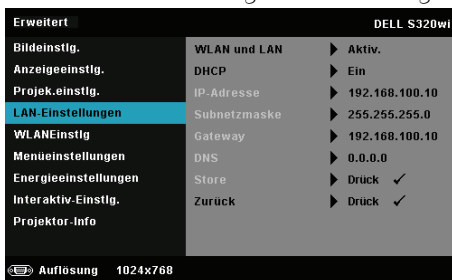 Erweitert DELL S320wi
Bildeinstlg. WLAN und LAN Aktiv.
Anzeigeeinstlg. DHCP Ein
Projek.einstlg. IP-Adresse 192.168.100.10
LAN-Einstellungen Subnetzmaske 255.255.255.0
WLANEinstlg Gateway 192.168.100.10
Menüeinstellungen DNS 0.0.0.0
Energieeinstellungen Store Drück ✓
Interaktiv-Einstlg. Zurück Drück ✓
Projektor-Info
Auflösung 1024x768